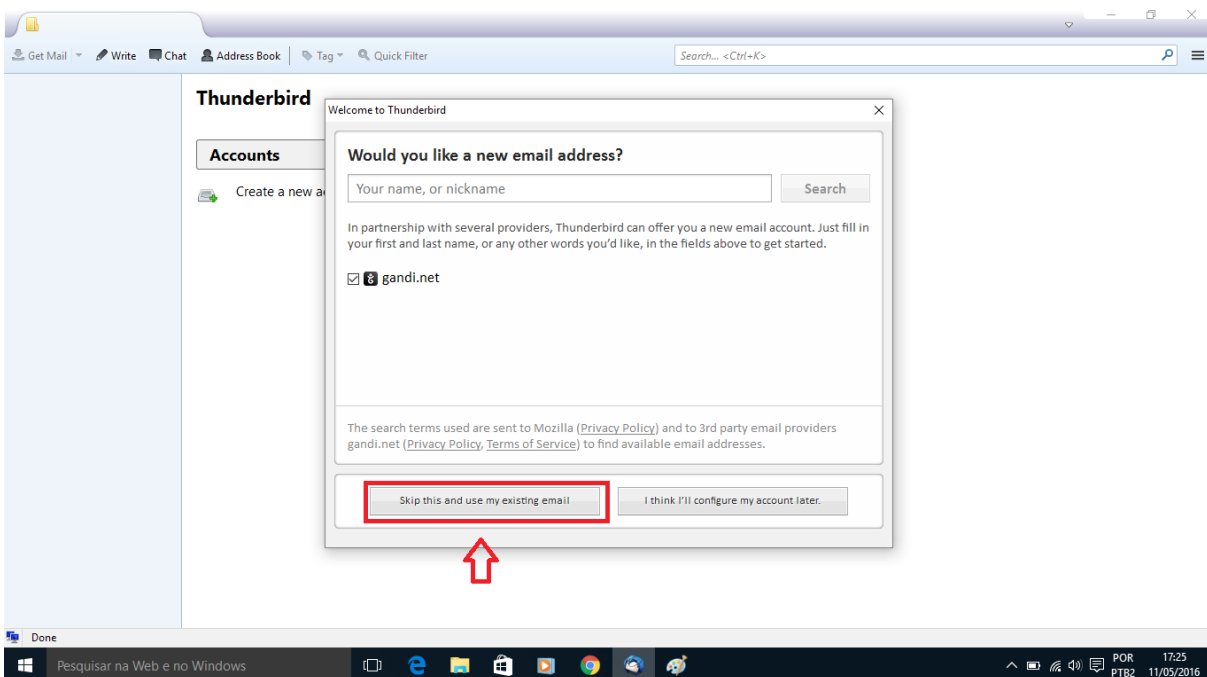 Get Mail Write Chat Address Book Tag Quick Filter Search... <Ctrl+K>
Thunderbird
Welcome to Thunderbird
Accounts
Would you like a new email address?
Create a new a
Your name, or nickname Search
In partnership with several providers, Thunderbird can offer you a new email account. Just fill in
your first and last name, or any other words you'd like, in the fields above to get started.
gandi.net
The search terms used are sent to Mozilla (Privacy Policy) and to 3rd party email providers
gandi.net (Privacy Policy, Terms of Service) to find available email addresses.
Skip this and use my existing email I think I'll configure my account later.
Done
Pesquisar na Web e no Windows POR 17:25
PTB2 11/05/2016